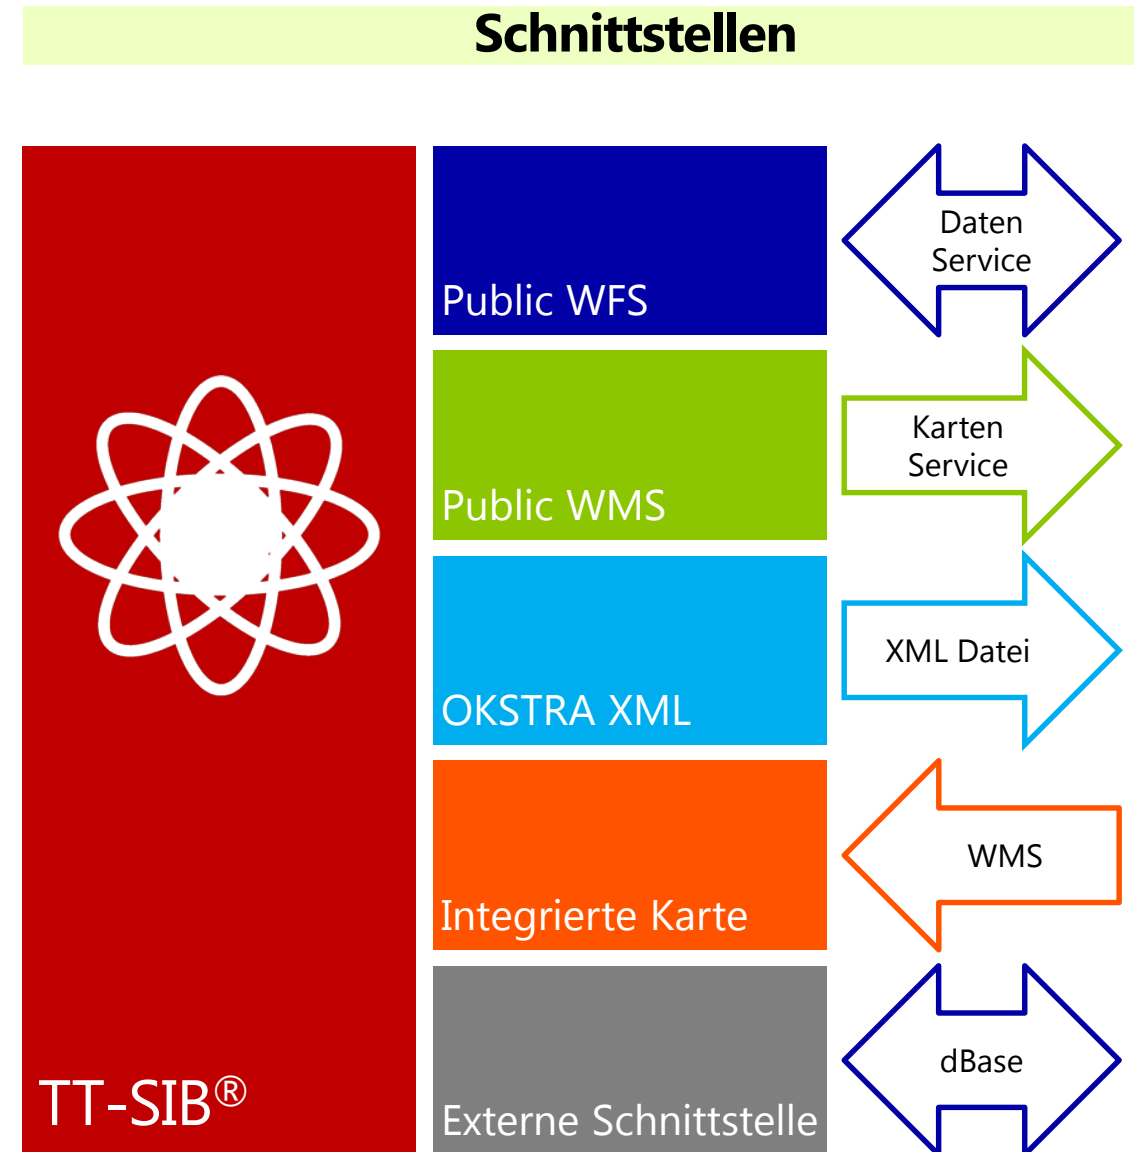 Schnittstellen
Public WFS
Daten
Service
Public WMS
Karten
Service
OKSTRA XML
XML Datei
Integrierte Karte
WMS
TT-SIB®
Externe Schnittstelle
dBase